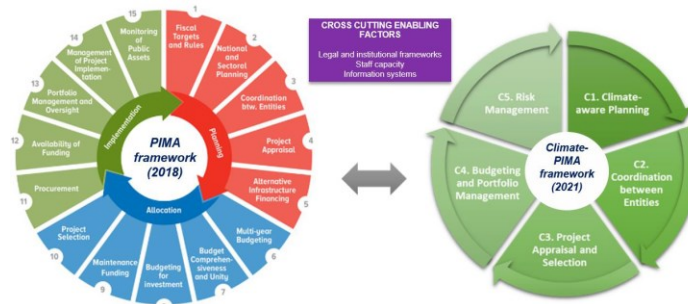 15
Monitoring
of Public
Assets
1
Fiscal
Targets
and Rules
2
National
and
Sectoral
Planning
3
Coordination
btw. Entities
4
Project
Appraisal
5
Alternative
Infrastructure
Financing
6
Multi-year
Budgeting
7
Budget
Comprehen-
siveness
and Unity
Budgeting
for
investment
9
Maintenance
Funding
10
Project
Selection
11
Procurement
12
Availability of
Funding
13
Portfolio
Management and
Oversight
14
Management
of Project
Implemen-
tation
Implementation
Planning
Allocation
PIMA
framework
(2018)
CROSS CUTTING ENABLING
FACTORS
Legal and institutional frameworks
Staff capacity
Information systems
C5. Risk
Management
C1. Climate-
aware Planning
C4. Budgeting
and Portfolio
Management
C2.
Coordination
between
Entities
C3. Project
Appraisal and
Selection
Climate-
PIMA
framework
(2021)